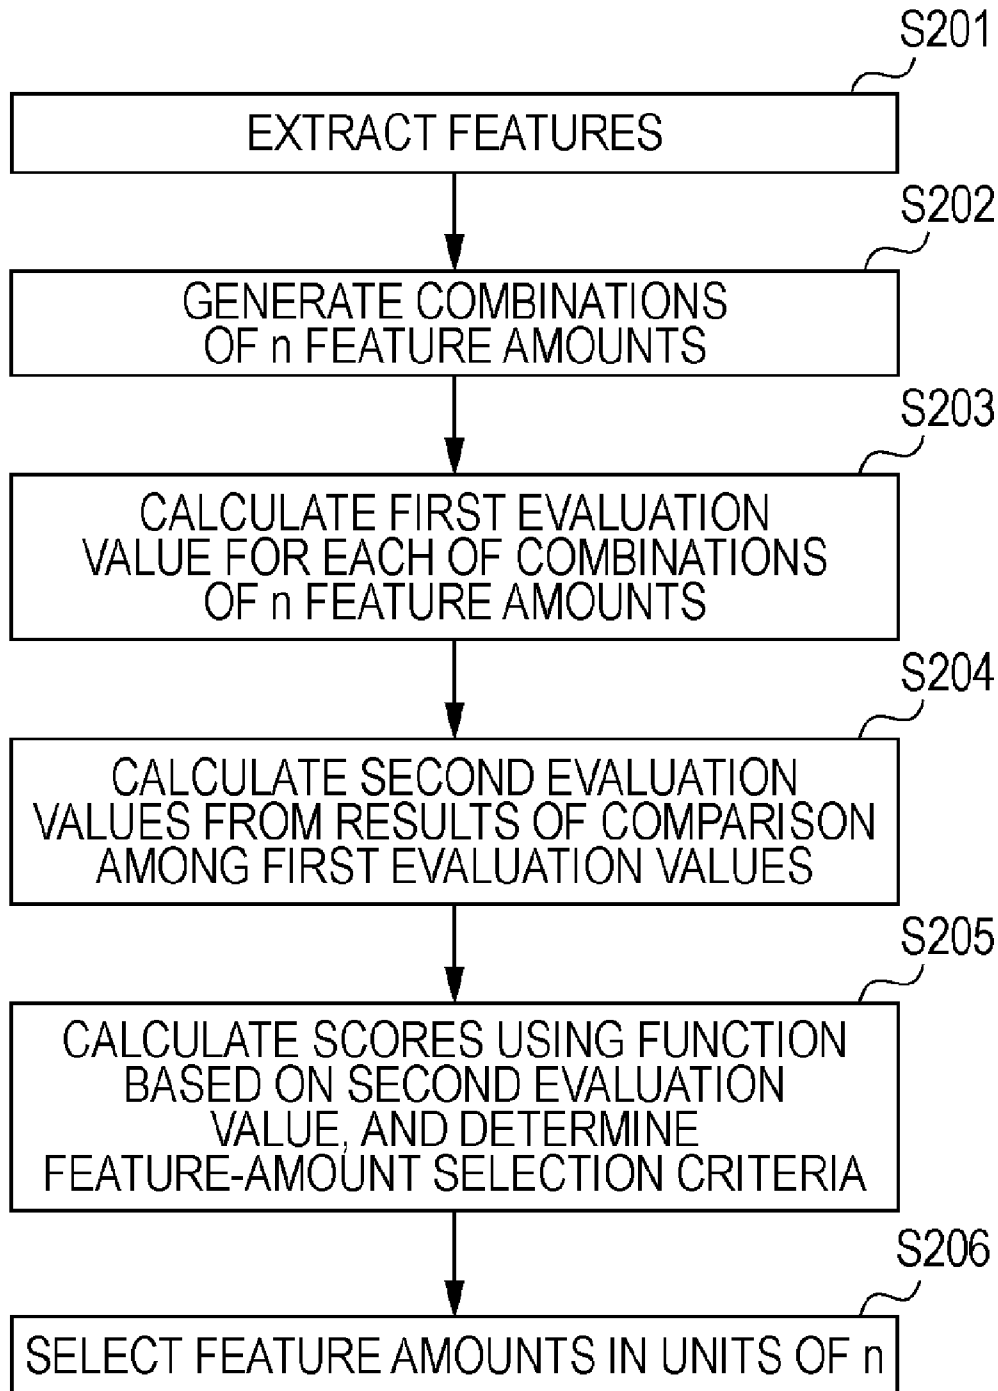 S201
EXTRACT FEATURES
S202
GENERATE COMBINATIONS
OF n FEATURE AMOUNTS
S203
CALCULATE FIRST EVALUATION
VALUE FOR EACH OF COMBINATIONS
OF n FEATURE AMOUNTS
S204
CALCULATE SECOND EVALUATION
VALUES FROM RESULTS OF COMPARISON
AMONG FIRST EVALUATION VALUES
S205
CALCULATE SCORES USING FUNCTION
BASED ON SECOND EVALUATION
VALUE, AND DETERMINE
FEATURE-AMOUNT SELECTION CRITERIA
S206
SELECT FEATURE AMOUNTS IN UNITS OF n